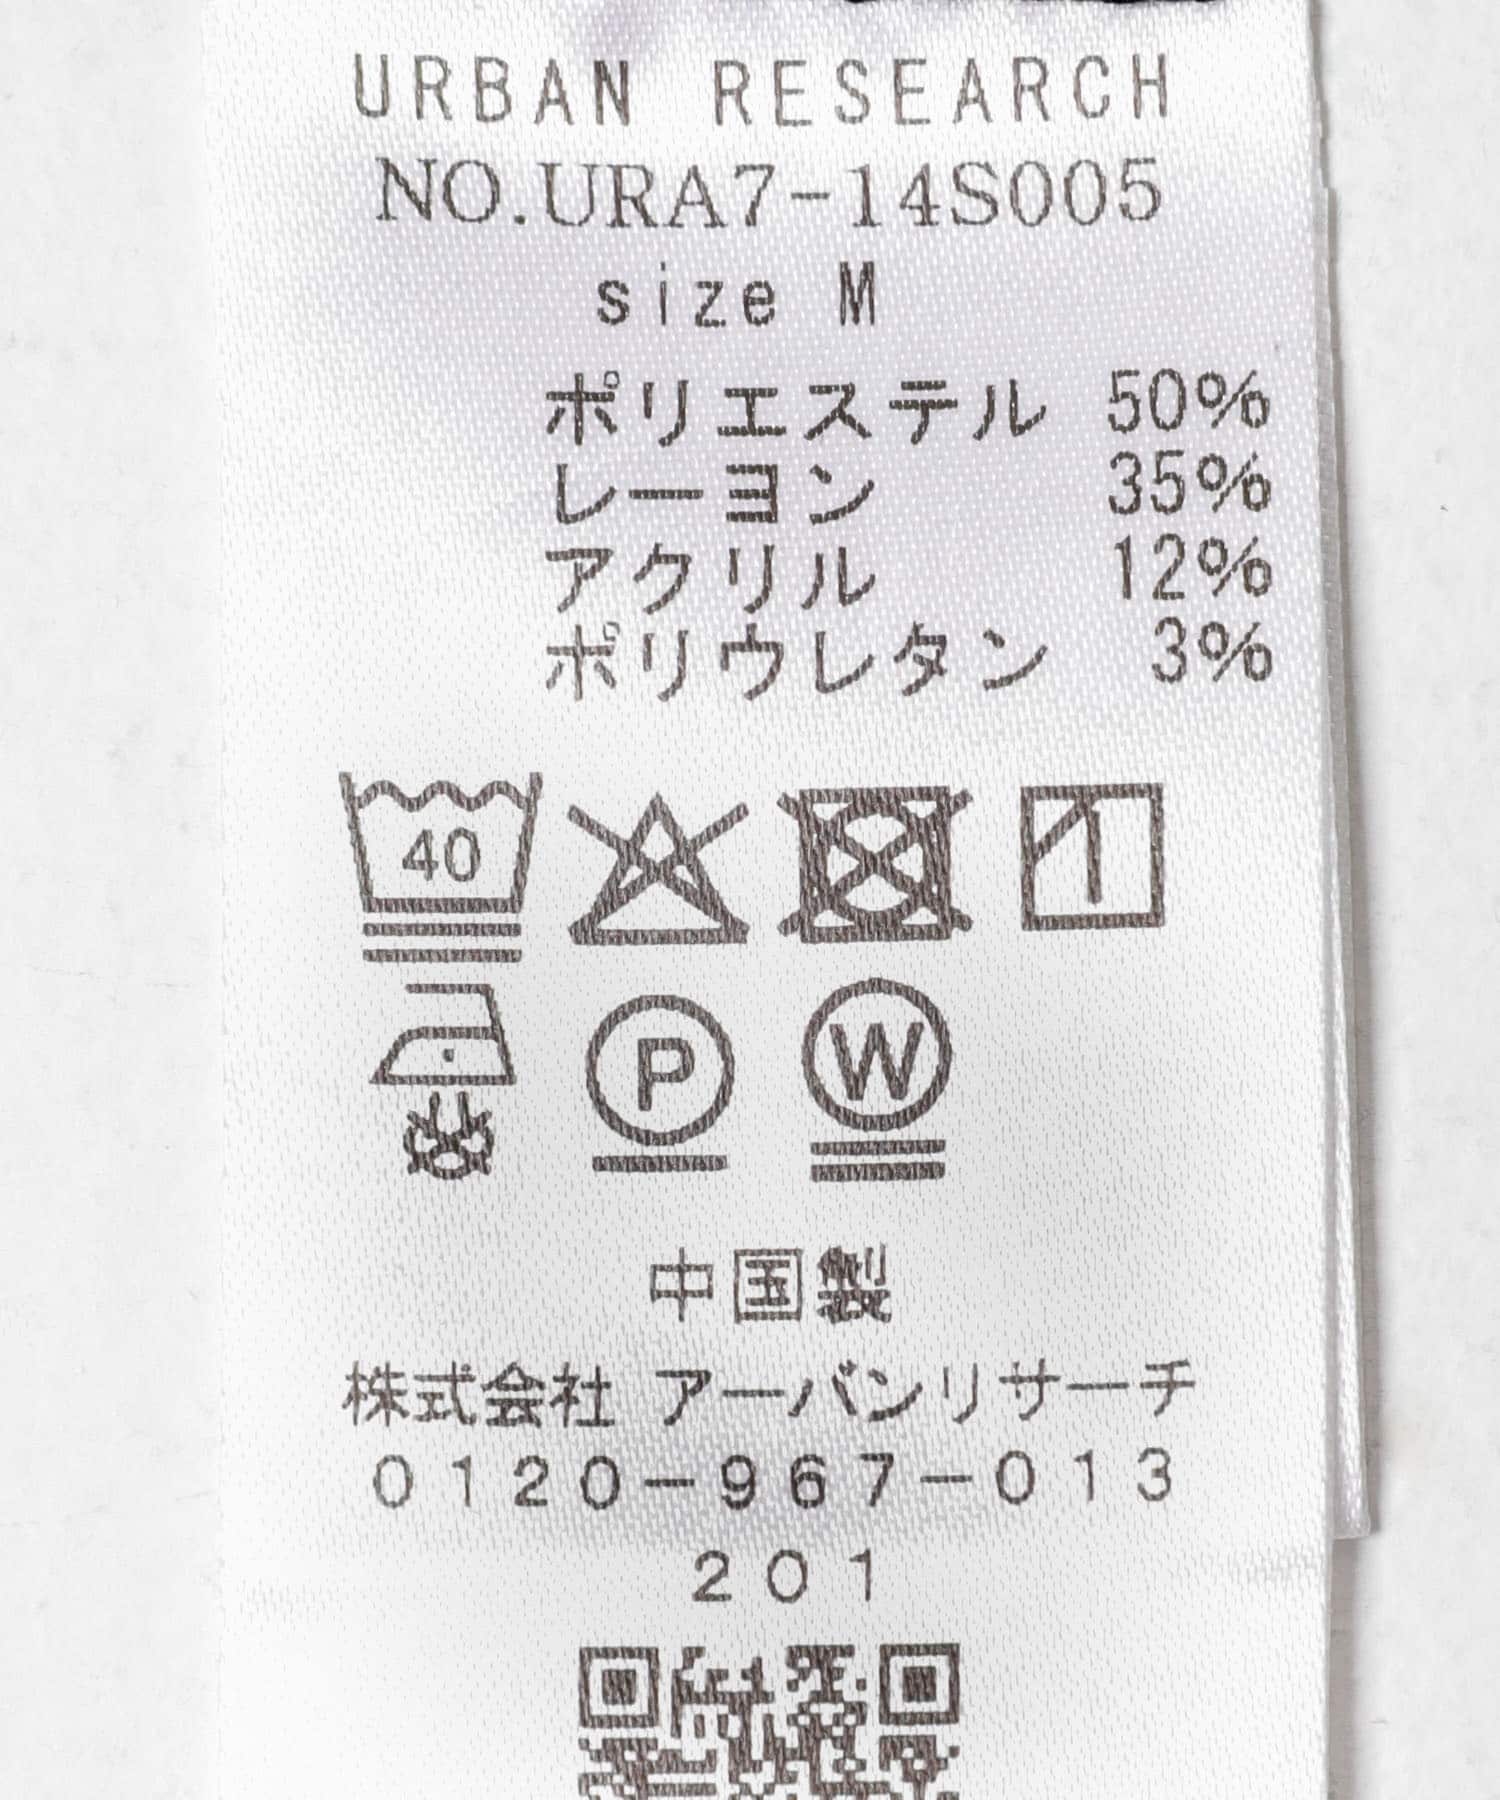 URBAN RESEARCH
NO.URA7-14S005
size M
ポリエステル 50%
レーヨン 35%
アクリル 12%
ポリウレタン 3%
40
P W
中国製
株式会社 アーバンリサーチ
0120-967-013
201